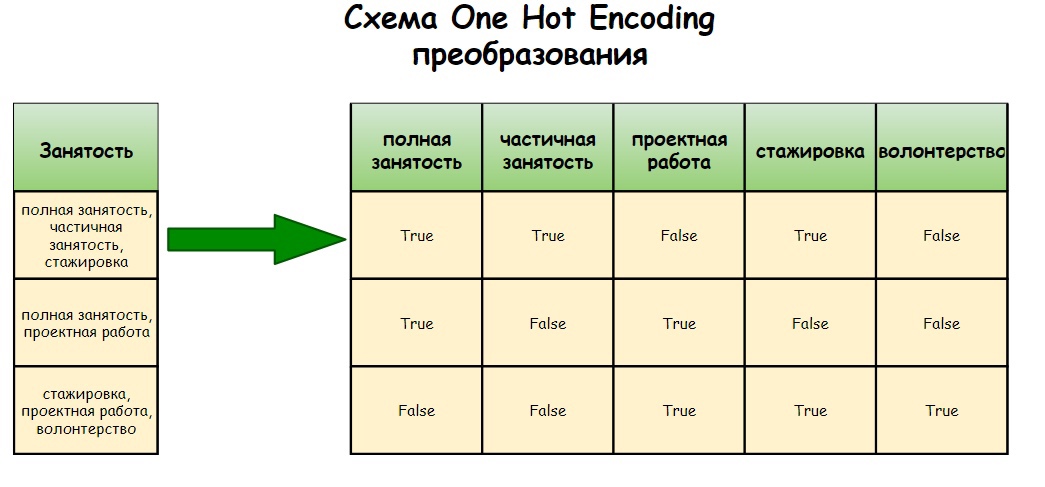 Схема One Hot Encoding
преобразования
Занятость
полная
занятость
частичная
занятость
проектная
работа
стажировка
волонтерство
полная занятость,
частичная
занятость,
стажировка
True
True
False
True
False
полная занятость,
проектная работа
True
False
True
False
False
стажировка,
проектная работа,
волонтерство
False
False
True
True
True